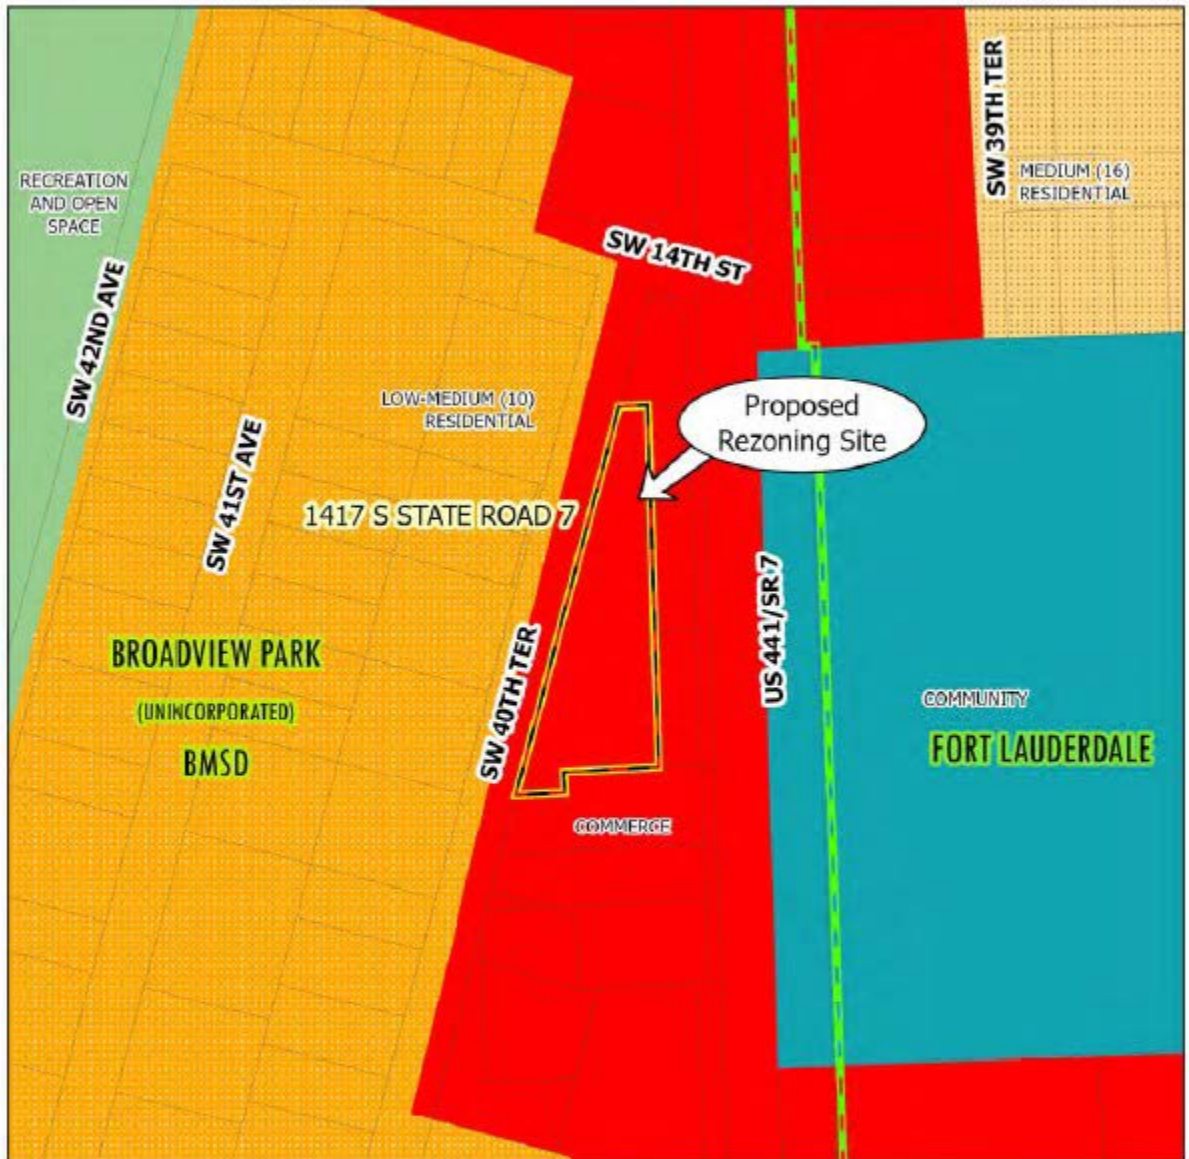 SW 39TH TER
MEDIUM (16)
RESIDENTIAL
RECREATION
AND OPEN
SPACE
SW 14TH ST
SW 42ND AVE
LOW-MEDIUM (10)
RESIDENTIAL
Proposed
Rezoning Site
SW 41ST AVE
1417 S STATE ROAD 7
US 441/SR 7
SW 40TH TER
BROADVIEW PARK
(UNINCORPORATED)
BMSD
COMMUNITY
FORT LAUDERDALE
COMMERCE